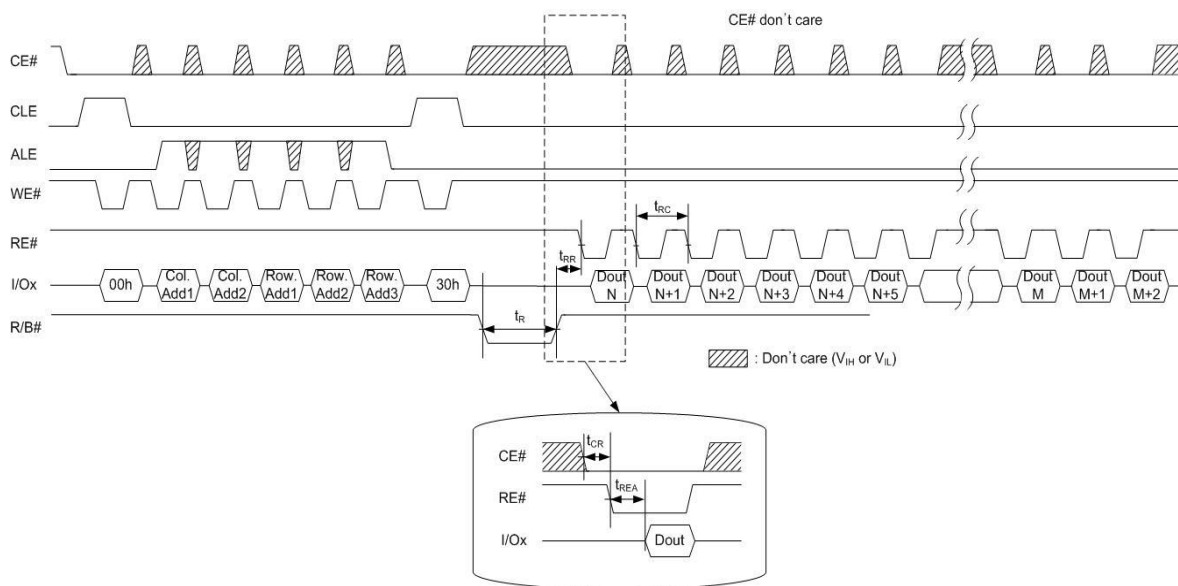 CE# don't care
CE#
CLE
ALE
WE#
RE#
tRC
tRR
I/Ox
00h
Col. Add1
Col. Add2
Row. Add1
Row. Add2
Row. Add3
30h
Dout N
Dout N+1
Dout N+2
Dout N+3
Dout N+4
Dout N+5
Dout M
Dout M+1
Dout M+2
R/B#
tR
: Don't care (VIH or VIL)
CE#
tCR
RE#
tREA
I/Ox
Dout